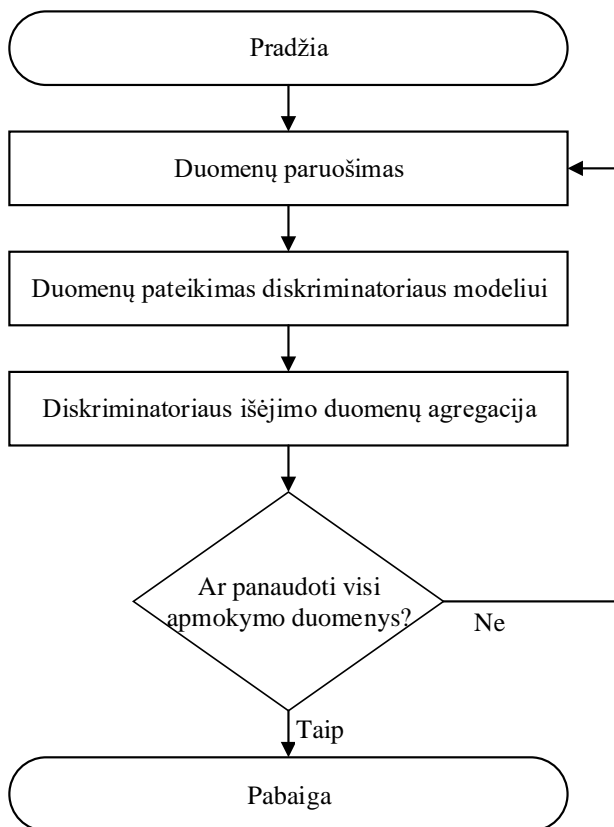 Pradžia
Duomenų paruošimas
Duomenų pateikimas diskriminatoriaus modeliui
Diskriminatoriaus išėjimo duomenų agregacija
Ar panaudoti visi
apmokymo duomenys?
Ne
Taip
Pabaiga